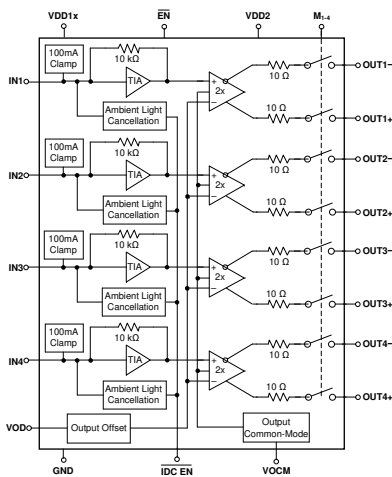 VDD1x
EN
VDD2
M1-4
100mA
Clamp
10 kΩ
TIA
IN1
Ambient Light
Cancellation
+
2x
−
10 Ω
10 Ω
OUT1−
OUT1+
100mA
Clamp
10 kΩ
TIA
IN2
Ambient Light
Cancellation
+
2x
−
10 Ω
10 Ω
OUT2−
OUT2+
100mA
Clamp
10 kΩ
TIA
IN3
Ambient Light
Cancellation
+
2x
−
10 Ω
10 Ω
OUT3−
OUT3+
100mA
Clamp
10 kΩ
TIA
IN4
Ambient Light
Cancellation
+
2x
−
10 Ω
10 Ω
OUT4−
OUT4+
VOD
Output Offset
Output
Common-Mode
GND
IDC EN
VOCM